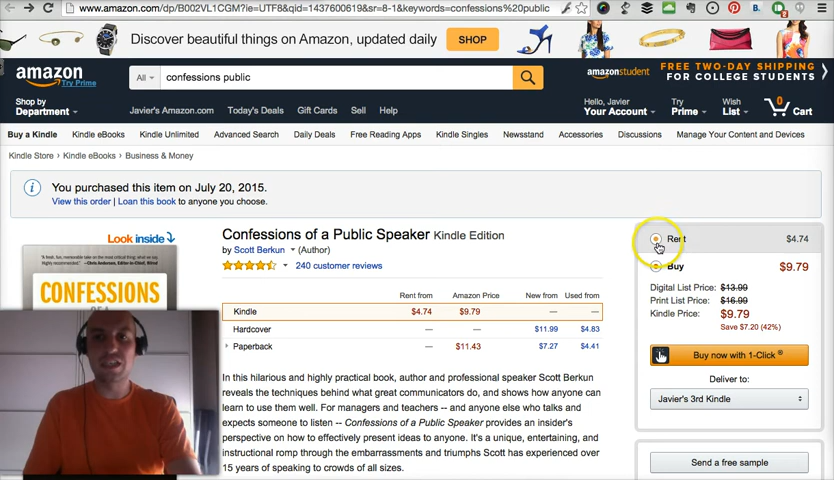 www.amazon.com/dp/B002VL1CGM?ie=UTF8&qid=1437600619&sr=8-1&keywords=confessions%20public
Discover beautiful things on Amazon, updated daily
SHOP
amazon
Try Prime
All
confessions public
amazonstudent
FREE TWO-DAY SHIPPING
FOR COLLEGE STUDENTS
Shop by
Department
Javier's Amazon.com
Today's Deals
Gift Cards
Sell
Help
Hello, Javier
Your Account
Try
Prime
Wish
List
0
Cart
Buy a Kindle
Kindle eBooks
Kindle Unlimited
Advanced Search
Daily Deals
Free Reading Apps
Kindle Singles
Newsstand
Accessories
Discussions
Manage Your Content and Devices
Kindle Store › Kindle eBooks › Business & Money
You purchased this item on July 20, 2015.
View this order | Loan this book to anyone you choose.
Look inside
CONFESSIONS
Confessions of a Public Speaker Kindle Edition
by Scott Berkun (Author)
240 customer reviews
Rent from Amazon Price New from Used from
Kindle $4.74 $9.79 — —
Hardcover — — $11.99 $4.83
Paperback — $11.43 $7.27 $4.41
In this hilarious and highly practical book, author and professional speaker Scott Berkun
reveals the techniques behind what great communicators do, and shows how anyone can
learn to use them well. For managers and teachers -- and anyone else who talks and
expects someone to listen -- Confessions of a Public Speaker provides an insider's
perspective on how to effectively present ideas to anyone. It's a unique, entertaining, and
instructional romp through the embarrassments and triumphs Scott has experienced over
15 years of speaking to crowds of all sizes.
Rent $4.74
Buy $9.79
Digital List Price: $13.99
Print List Price: $16.99
Kindle Price: $9.79
Save $7.20 (42%)
Buy now with 1-Click ®
Deliver to:
Javier's 3rd Kindle
Send a free sample